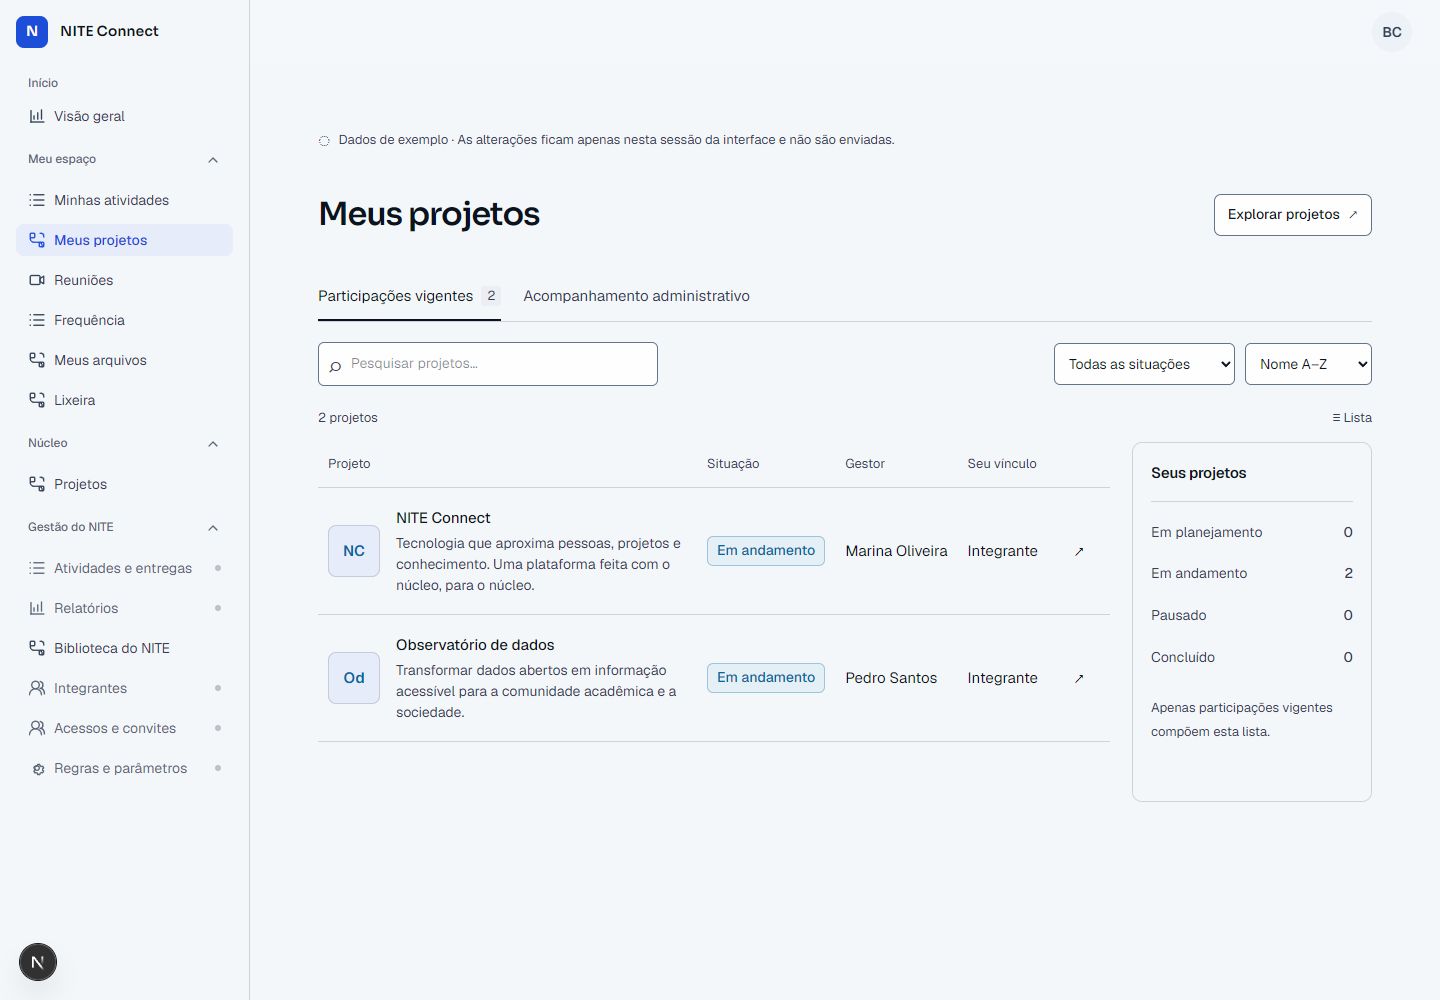 N NITE Connect
BC
Início
Visão geral
Meu espaço
Minhas atividades
Meus projetos
Reuniões
Frequência
Meus arquivos
Lixeira
Núcleo
Projetos
Gestão do NITE
Atividades e entregas
Relatórios
Biblioteca do NITE
Integrantes
Acessos e convites
Regras e parâmetros
N
Dados de exemplo · As alterações ficam apenas nesta sessão da interface e não são enviadas.
Meus projetos
Explorar projetos ↗
Participações vigentes 2 Acompanhamento administrativo
Pesquisar projetos… Todas as situações Nome A–Z
2 projetos Lista
Projeto Situação Gestor Seu vínculo
NC
NITE Connect
Tecnologia que aproxima pessoas, projetos e
conhecimento. Uma plataforma feita com o
núcleo, para o núcleo.
Em andamento Marina Oliveira Integrante ↗
Od
Observatório de dados
Transformar dados abertos em informação
acessível para a comunidade acadêmica e a
sociedade.
Em andamento Pedro Santos Integrante ↗
Seus projetos
Em planejamento 0
Em andamento 2
Pausado 0
Concluído 0
Apenas participações vigentes
compõem esta lista.